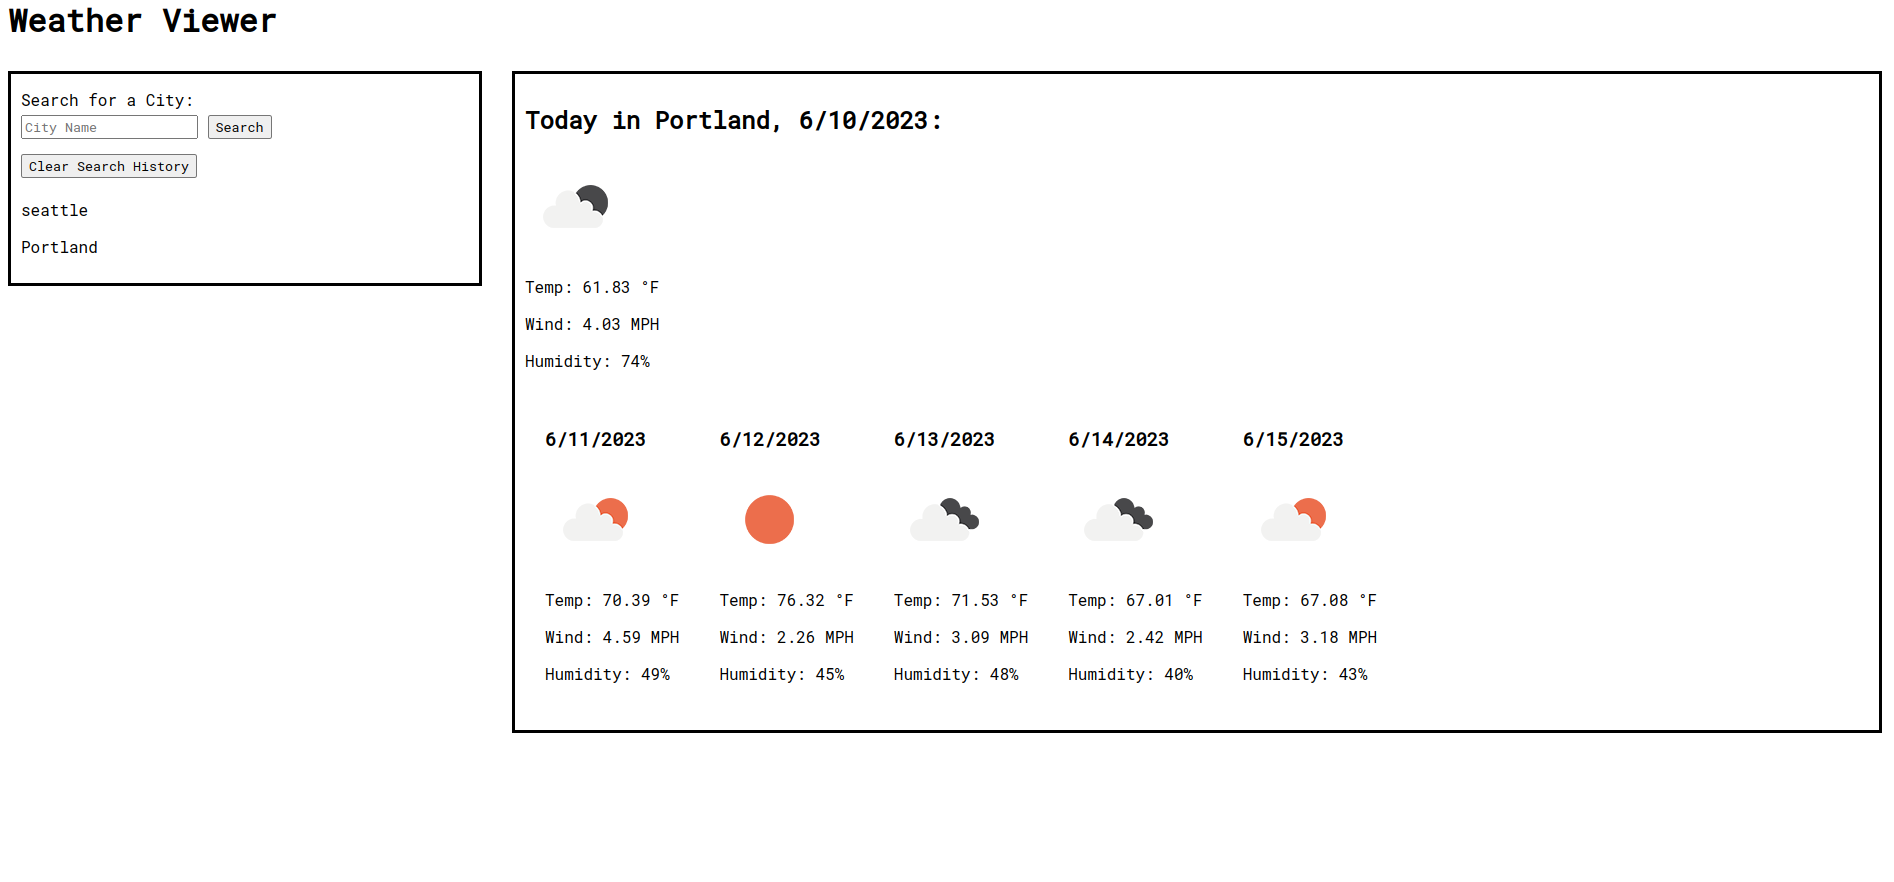 Weather Viewer
Search for a City:
City Name
Search
Clear Search History
seattle
Portland
Today in Portland, 6/10/2023:
Temp: 61.83 °F
Wind: 4.03 MPH
Humidity: 74%
6/11/2023
Temp: 70.39 °F
Wind: 4.59 MPH
Humidity: 49%
6/12/2023
Temp: 76.32 °F
Wind: 2.26 MPH
Humidity: 45%
6/13/2023
Temp: 71.53 °F
Wind: 3.09 MPH
Humidity: 48%
6/14/2023
Temp: 67.01 °F
Wind: 2.42 MPH
Humidity: 40%
6/15/2023
Temp: 67.08 °F
Wind: 3.18 MPH
Humidity: 43%